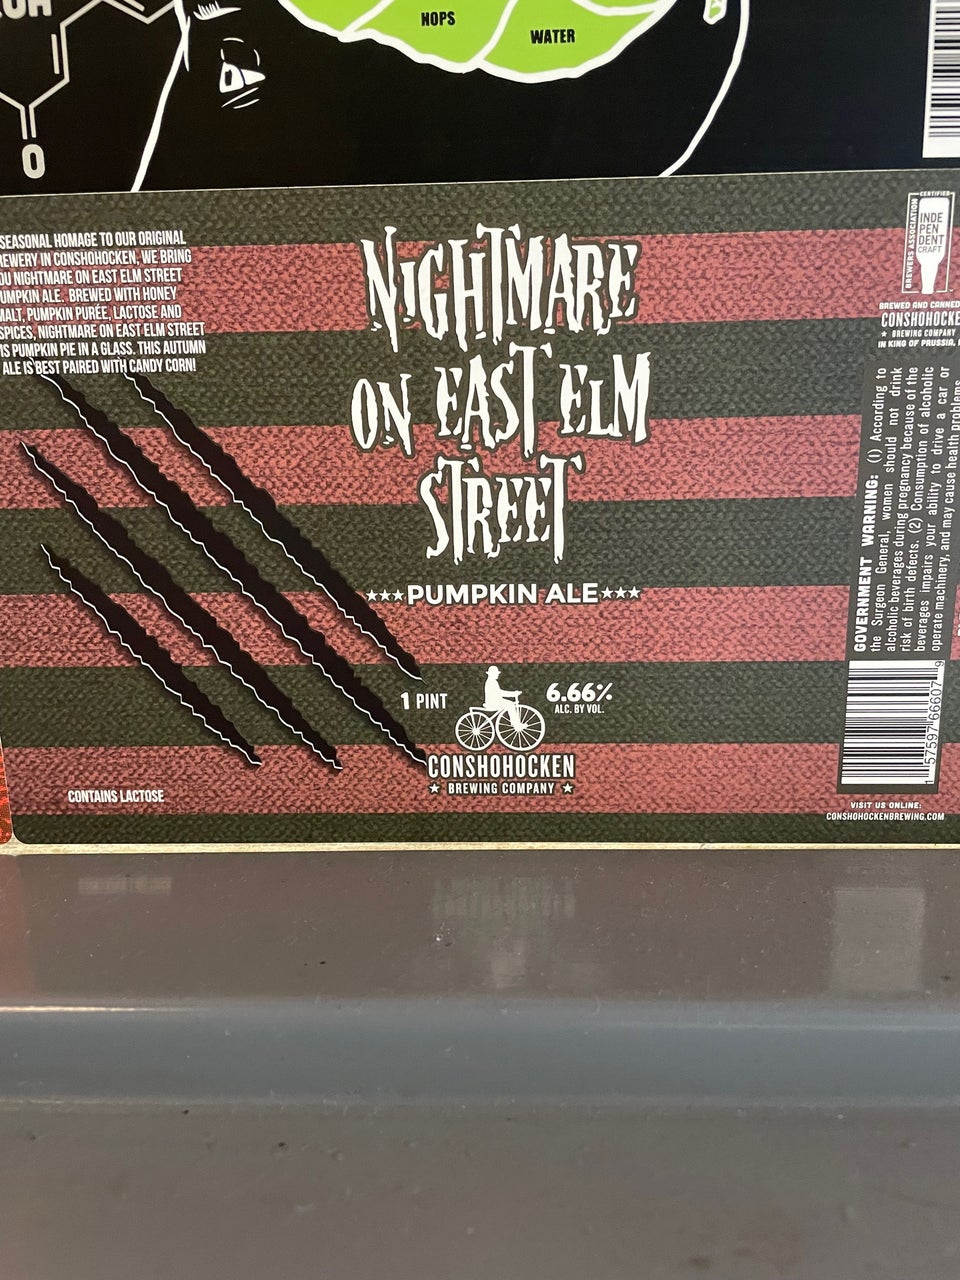 OH
O
HOPS
WATER
SEASONAL HOMAGE TO OUR ORIGINAL
IN CONSHOHOCKEN, WE BRING
NIGHTMARE ON EAST ELM STREET
ALE. BREWED WITH HONEY
MALT, PUMPKIN PURÉE, LACTOSE AND
SPICES, NIGHTMARE ON EAST ELM STREET
IS PUMPKIN PIE IN A GLASS. THIS AUTUMN
ALE IS BEST PAIRED WITH CANDY CORN!
NIGHTMARE
ON EAST ELM
STREET
★★★PUMPKIN ALE★★★
1 PINT
6.66%
ALC. BY VOL.
CONSHOHOCKEN
★ BREWING COMPANY ★
CONTAINS LACTOSE
CERTIFIED
BREWERS ASSOCIATION
INDE
PEN
DENT
CRAFT
BREWED AND CANNED
CONSHOHOCKE
★ BREWING COMPANY
IN KING OF PRUSSIA,
GOVERNMENT WARNING: (1) According to
the Surgeon General, women should not drink
alcoholic beverages during pregnancy because of the
risk of birth defects. (2) Consumption of alcoholic
beverages impairs your ability to drive a car or
operate machinery, and may cause health problems.
1 57597 66607 9
VISIT US ONLINE:
CONSHOHOCKENBREWING.COM